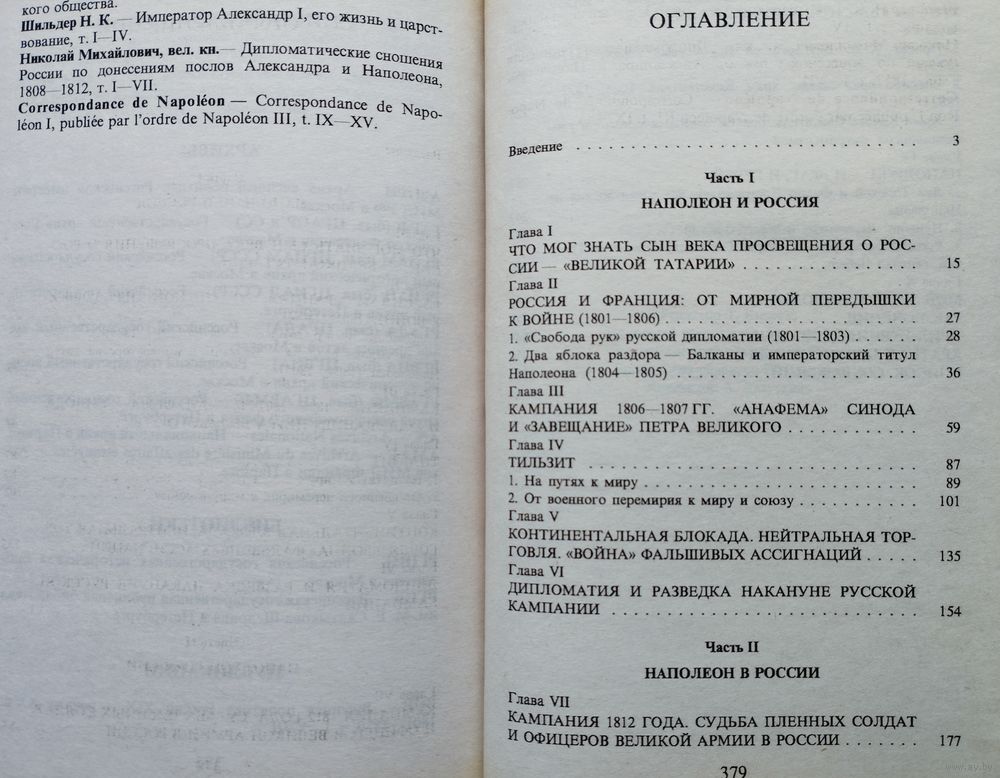 кого общества.
Шильдер Н. К. — Император Александр I, его жизнь и царст-
вование, т. I—IV.
Николай Михайлович, вел. кн.— Дипломатические сношения
России по донесениям послов Александра и Наполеона,
1808—1812, т. I—VII.
Correspondance de Napoléon — Correspondance de Napo-
léon I, publiée par l'ordre de Napoléon III, t. IX—XV.
ОГЛАВЛЕНИЕ
Введение . . . . . . . . . . . . . . . . . . . . . . . 3
Часть I
НАПОЛЕОН И РОССИЯ
Глава I
ЧТО МОГ ЗНАТЬ СЫН ВЕКА ПРОСВЕЩЕНИЯ О РОС-
СИИ — «ВЕЛИКОЙ ТАТАРИИ» . . . . . . . . . . . . 15
Глава II
РОССИЯ И ФРАНЦИЯ: ОТ МИРНОЙ ПЕРЕДЫШКИ
К ВОЙНЕ (1801—1806) . . . . . . . . . . . . . . . . . 27
1. «Свобода рук» русской дипломатии (1801—1803) . . . . . . 28
2. Два яблока раздора — Балканы и императорский титул
Наполеона (1804—1805) . . . . . . . . . . . . . . . . 36
Глава III
КАМПАНИЯ 1806—1807 ГГ. «АНАФЕМА» СИНОДА
И «ЗАВЕЩАНИЕ» ПЕТРА ВЕЛИКОГО . . . . . . . . . 59
Глава IV
ТИЛЬЗИТ . . . . . . . . . . . . . . . . . . . . . . 87
1. На путях к миру . . . . . . . . . . . . . . . . . . 89
2. От военного перемирия к миру и союзу . . . . . . . . . 101
Глава V
КОНТИНЕНТАЛЬНАЯ БЛОКАДА. НЕЙТРАЛЬНАЯ ТОР-
ГОВЛЯ. «ВОЙНА» ФАЛЬШИВЫХ АССИГНАЦИЙ . . . . 135
Глава VI
ДИПЛОМАТИЯ И РАЗВЕДКА НАКАНУНЕ РУССКОЙ
КАМПАНИИ . . . . . . . . . . . . . . . . . . . . . 154
Часть II
НАПОЛЕОН В РОССИИ
Глава VII
КАМПАНИЯ 1812 ГОДА. СУДЬБА ПЛЕННЫХ СОЛДАТ
И ОФИЦЕРОВ ВЕЛИКОЙ АРМИИ В РОССИИ . . . . . . 177
379